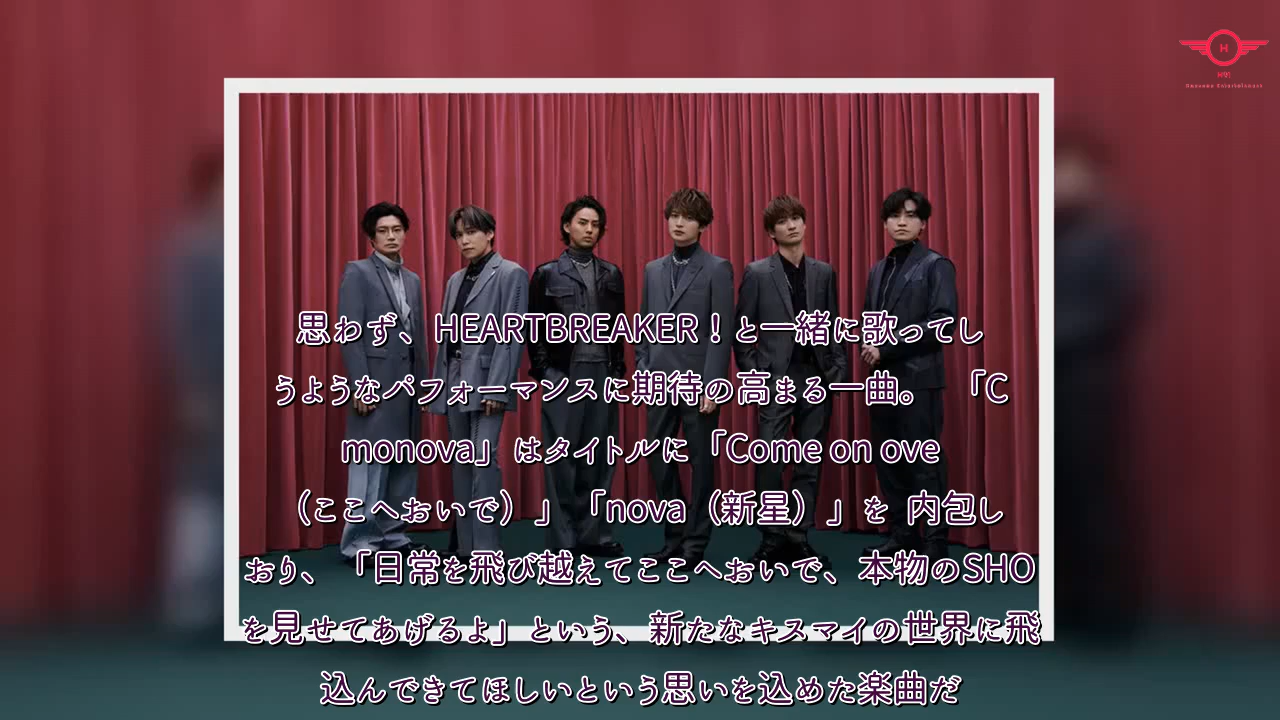 H
H91
Hanoano Entertainment
思わず、HEARTBREAKER！と一緒に歌ってし
うようなパフォーマンスに期待の高まる一曲。 「C
monova」はタイトルに「Come on ove
（ここへおいで）」「nova（新星）」を 内包し
おり、 「日常を飛び越えてここへおいで、本物のSHO
を見せてあげるよ」という、新たなキスマイの世界に飛
込んできてほしいという思いを込めた楽曲だ